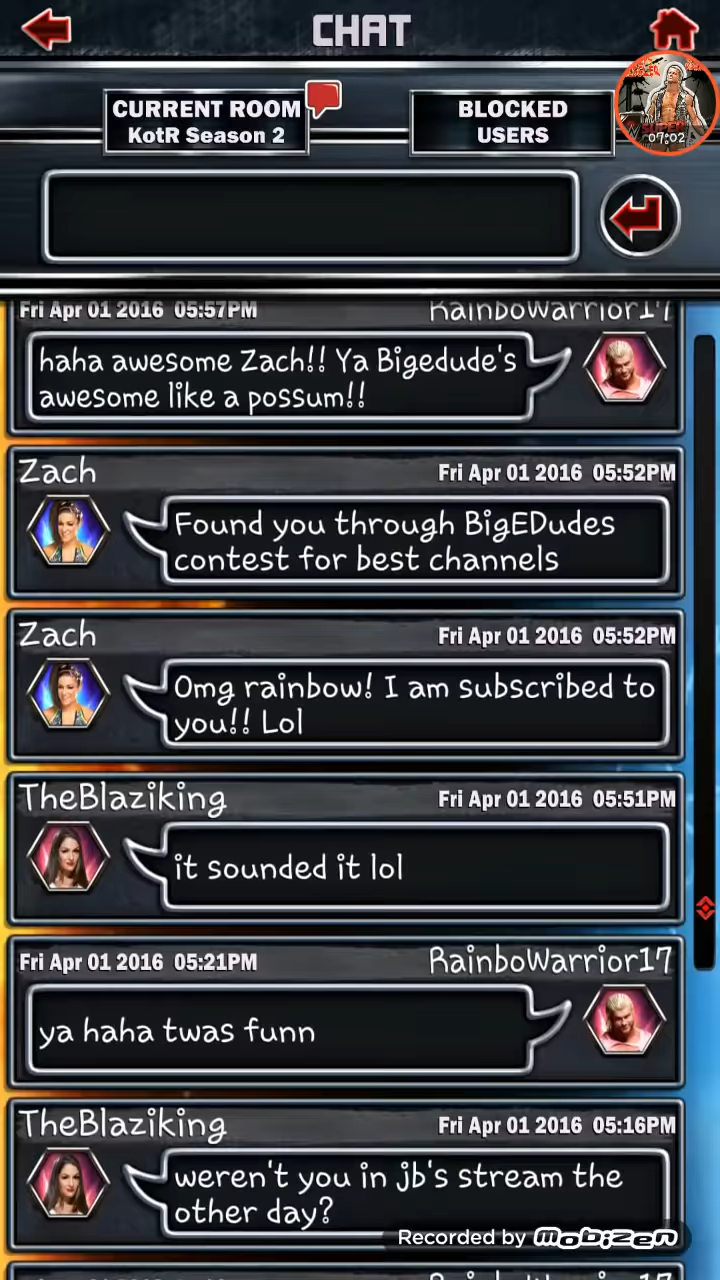 CHAT
CURRENT ROOM
KotR Season 2
BLOCKED
USERS
SUPER
07:02
Fri Apr 01 2016 05:57PM
RainboWarrior17
haha awesome Zach!! Ya Bigedude's
awesome like a possum!!
Zach
Fri Apr 01 2016 05:52PM
Found you through BigEDudes
contest for best channels
Zach
Fri Apr 01 2016 05:52PM
Omg rainbow! I am subscribed to
you!! Lol
TheBlaziking
Fri Apr 01 2016 05:51PM
it sounded it lol
Fri Apr 01 2016 05:21PM
RainboWarrior17
ya haha twas funn
TheBlaziking
Fri Apr 01 2016 05:16PM
weren't you in jb's stream the
other day?
Recorded by Mobizen
RainboWarrior17